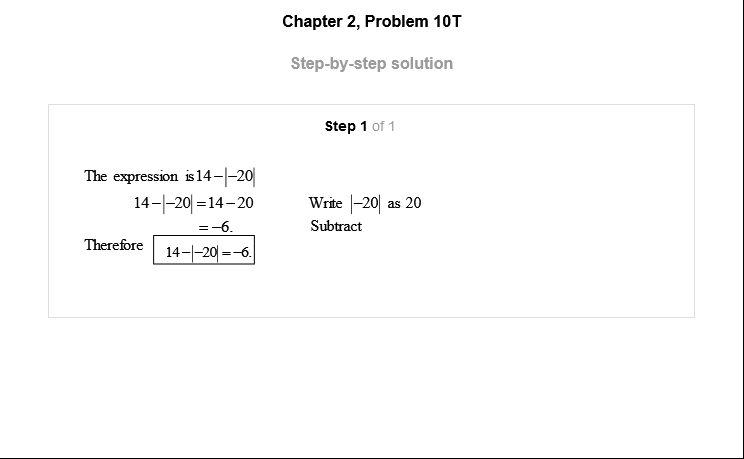 Chapter 2, Problem 10T
Step-by-step solution
Step 1 of 1
The expression is 14−|−20|
14−|−20| = 14−20 Write |−20| as 20
= −6. Subtract
Therefore 14−|−20| = −6.